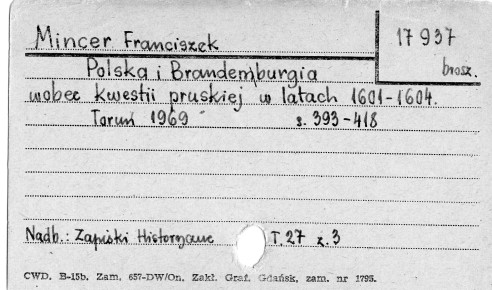 Mincer Franciszek
17 937
brosz.
Polska i Brandemburgia
wobec kwestii pruskiej w latach 1601-1604.
Toruń 1969 s. 393-418
Nadb.: Zapiski Historyczne T. 27 z. 3
CWD. B-15b. Zam. 657-DW/On. Zakł. Graf. Gdańsk, zam. nr 1795.